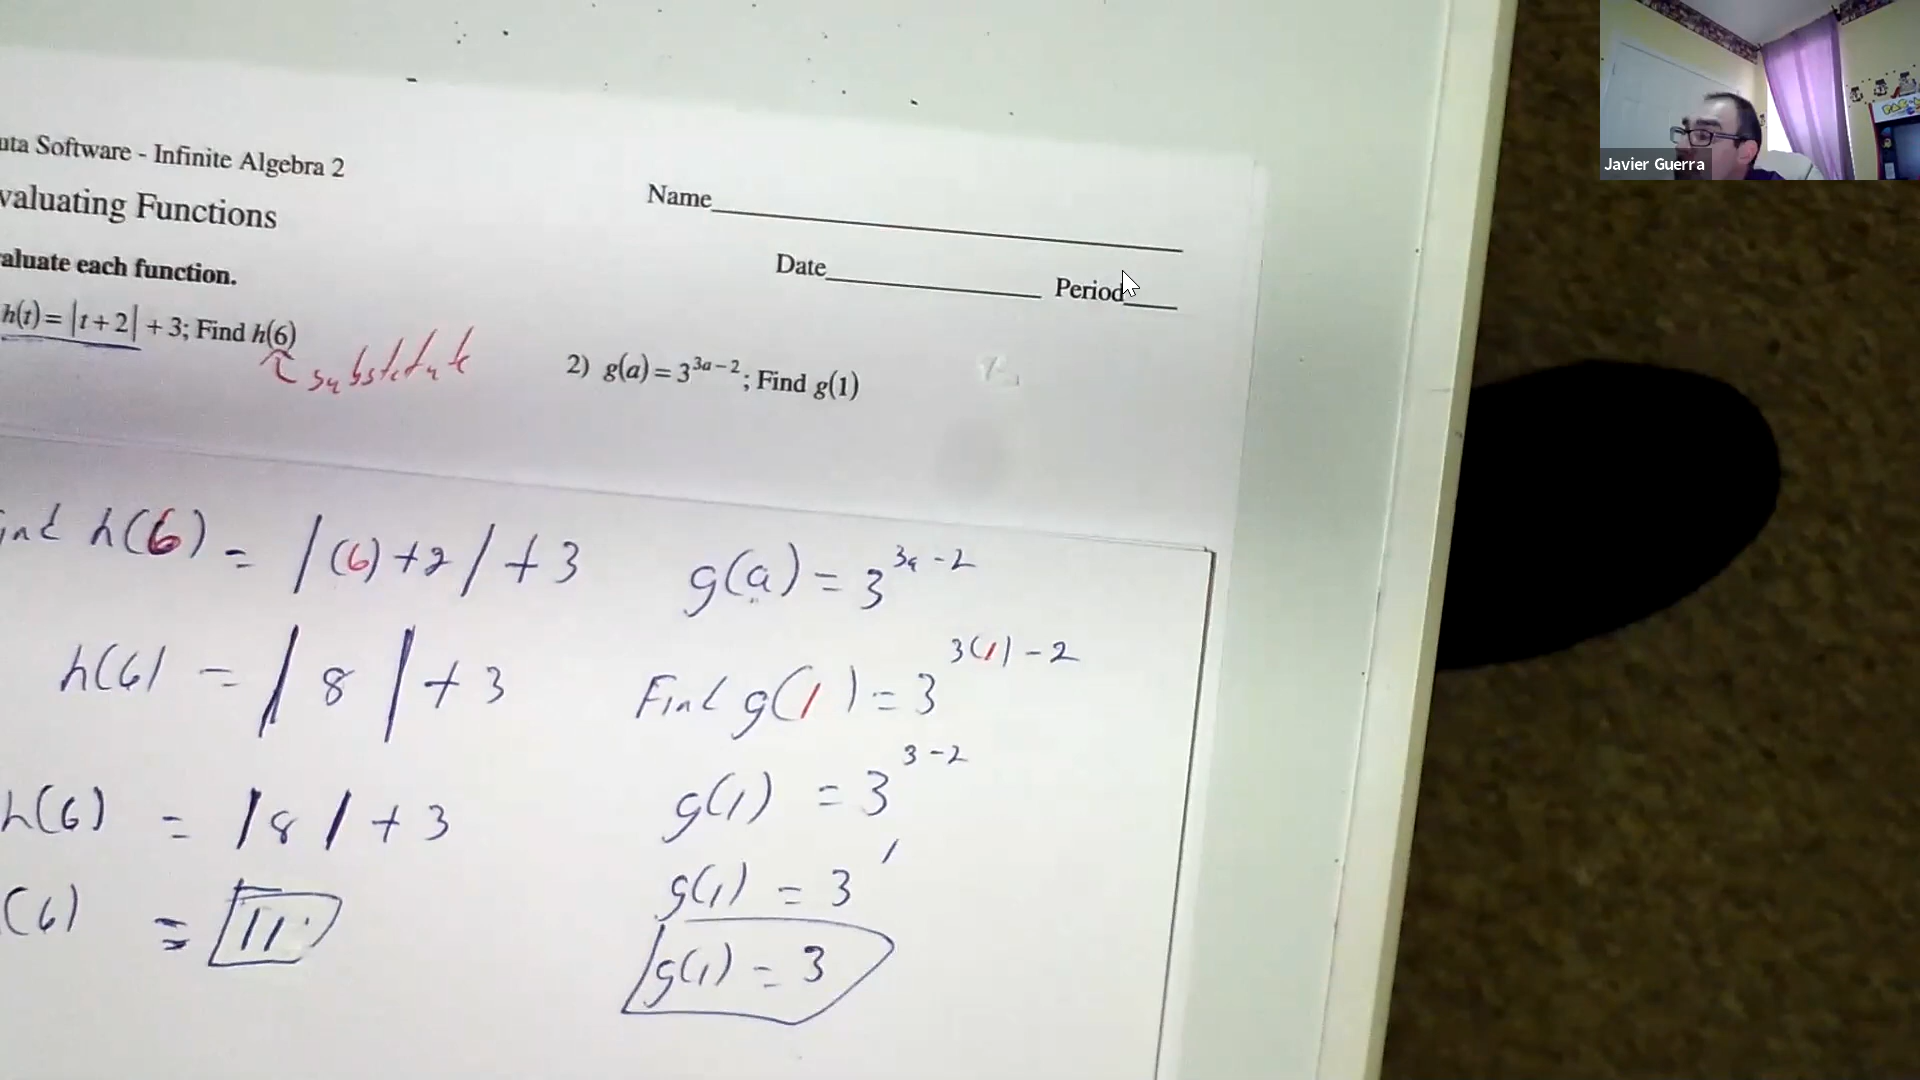 uta Software - Infinite Algebra 2
Name
valuating Functions
Date Period
aluate each function.
h(t) = |t + 2| + 3; Find h(6)
substitute
2) g(a) = 3^{3a − 2}; Find g(1)
ind h(6) = |(6)+2| + 3
h(6) = |8| + 3
h(6) = |8| + 3
(6) = 11
g(a) = 3^{3a - 2}
Find g(1) = 3^{3(1) - 2}
g(1) = 3^{3 - 2}
g(1) = 3^{1}
g(1) = 3
Javier Guerra